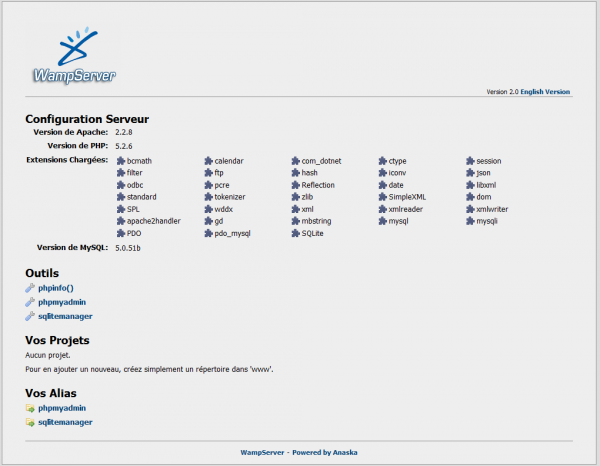 WampServer
Version 2.0 English Version
Configuration Serveur
Version de Apache: 2.2.8
Version de PHP: 5.2.6
Extensions Chargées: bcmath calendar com_dotnet ctype session
filter ftp hash iconv json
odbc pcre Reflection date libxml
standard tokenizer zlib SimpleXML dom
SPL wddx xml xmlreader xmlwriter
apache2handler gd mbstring mysql mysqli
PDO pdo_mysql SQLite
Version de MySQL: 5.0.51b
Outils
phpinfo()
phpmyadmin
sqlitemanager
Vos Projets
Aucun projet.
Pour en ajouter un nouveau, créez simplement un répertoire dans 'www'.
Vos Alias
phpmyadmin
sqlitemanager
WampServer - Powered by Anaska